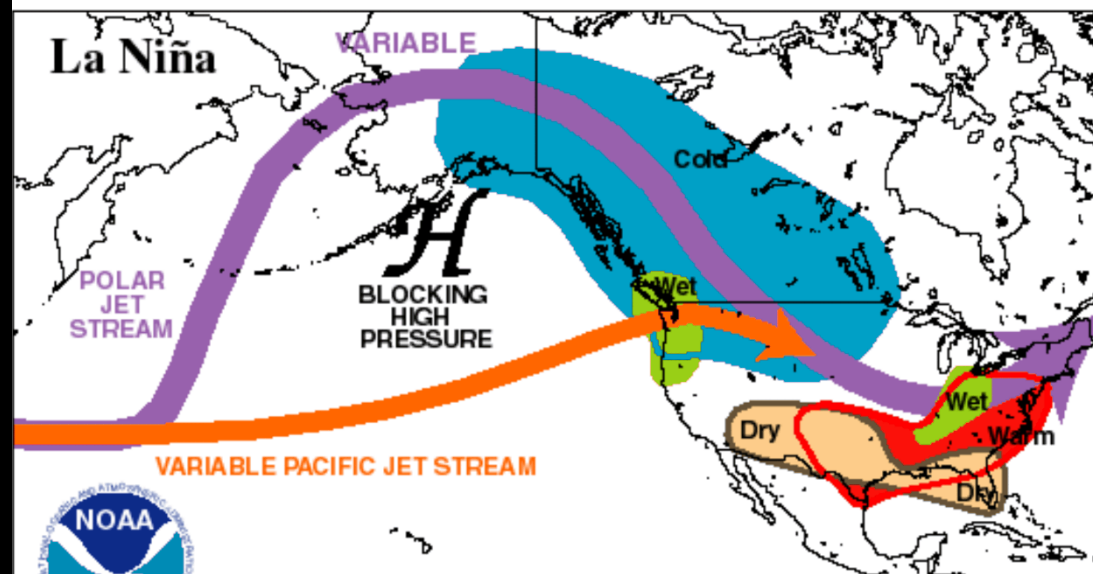 La Niña
VARIABLE
Cold
POLAR
JET
STREAM
BLOCKING
HIGH
PRESSURE
H
Wet
Wet
Dry
Warm
Dry
VARIABLE PACIFIC JET STREAM
NOAA